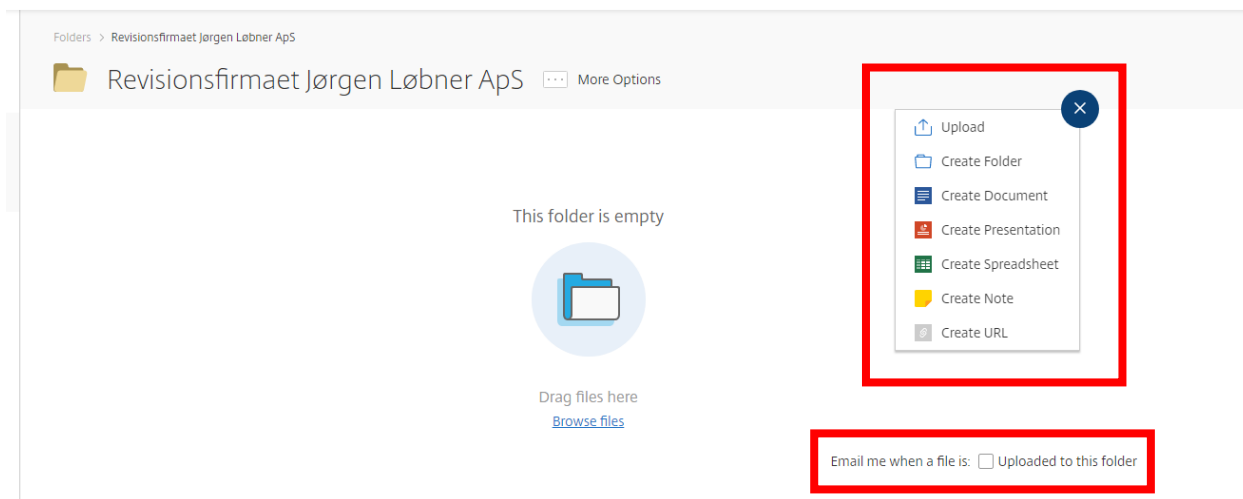 Folders > Revisionsfirmaet Jørgen Løbner ApS
Revisionsfirmaet Jørgen Løbner ApS ... More Options
Upload
Create Folder
Create Document
This folder is empty
Create Presentation
Create Spreadsheet
Create Note
Create URL
Drag files here
Browse files
Email me when a file is: Uploaded to this folder